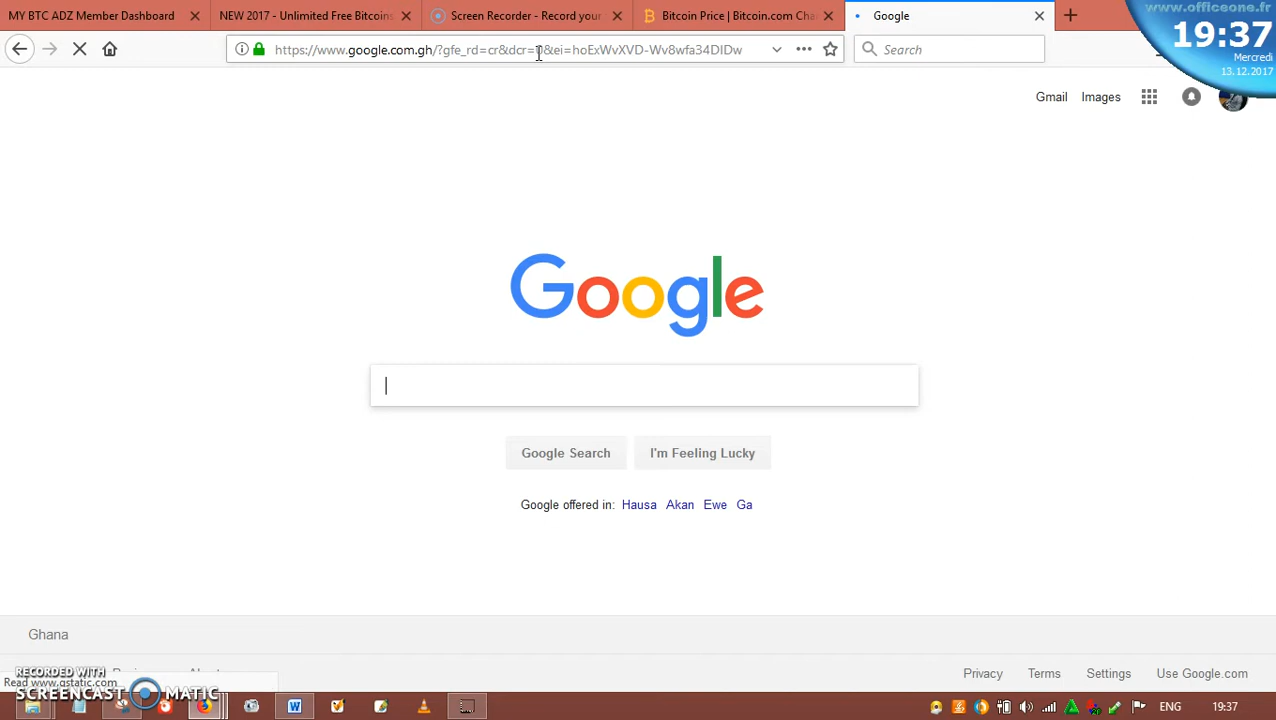 MY BTC ADZ Member Dashboard
NEW 2017 - Unlimited Free Bitcoins
Screen Recorder - Record your
Bitcoin Price | Bitcoin.com Cha
Google
www.officeone.fr
19:37
Mercredi
13.12.2017
https://www.google.com.gh/?gfe_rd=cr&dcr=0&ei=hoExWvXVD-Wv8wfa34DIDw
Search
Gmail
Images
Google
Google Search
I'm Feeling Lucky
Google offered in: Hausa Akan Ewe Ga
Ghana
Privacy
Terms
Settings
Use Google.com
Read www.gstatic.com
RECORDED WITH
SCREENCAST MATIC
ENG
19:37